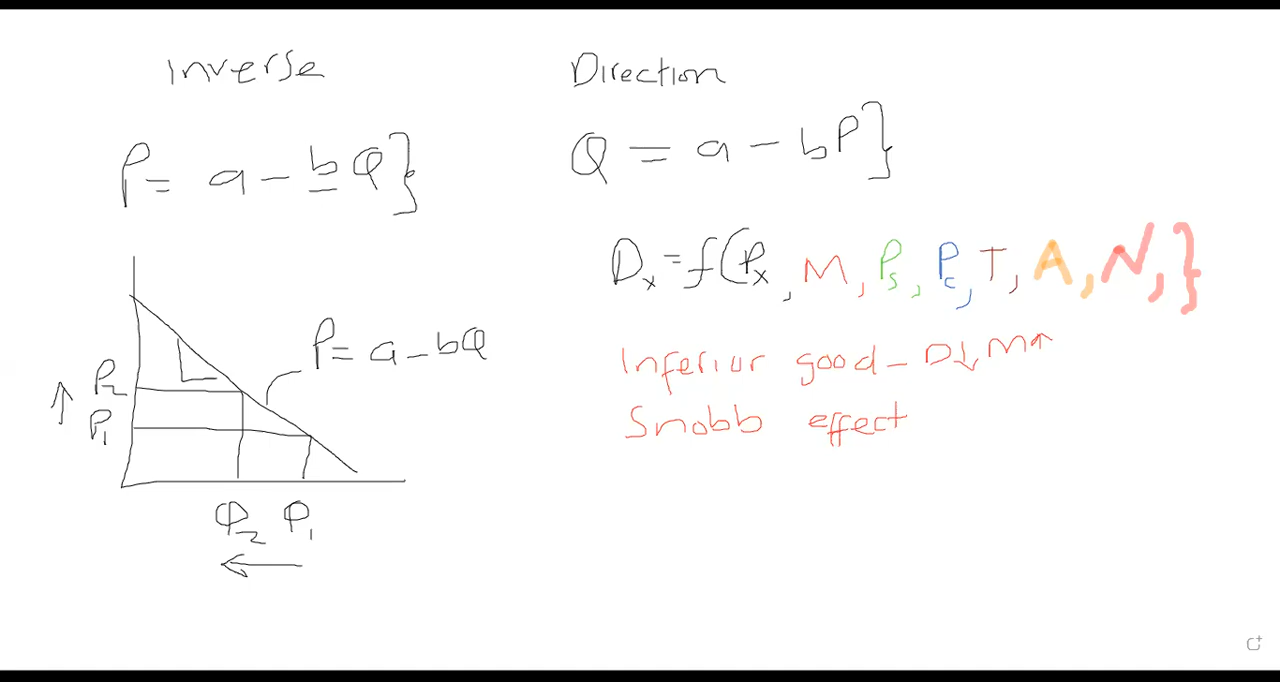 Inverse
P = a - bQ}
P = a - bQ
P₂
P₁
Q₂ Q₁
Direction
Q = a - bP}
Dx = f(Px, M, Ps, Pc, T, A, N, }
Inferior good - D↓ M↑
Snobb effect